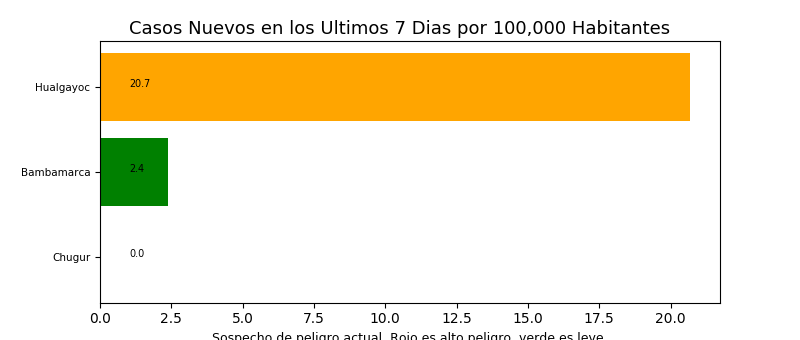 Casos Nuevos en los Ultimos 7 Dias por 100,000 Habitantes
Hualgayoc
20.7
Bambamarca
2.4
Chugur
0.0
0.0 2.5 5.0 7.5 10.0 12.5 15.0 17.5 20.0
Sospecho de peligro actual. Rojo es alto peligro, verde es leve